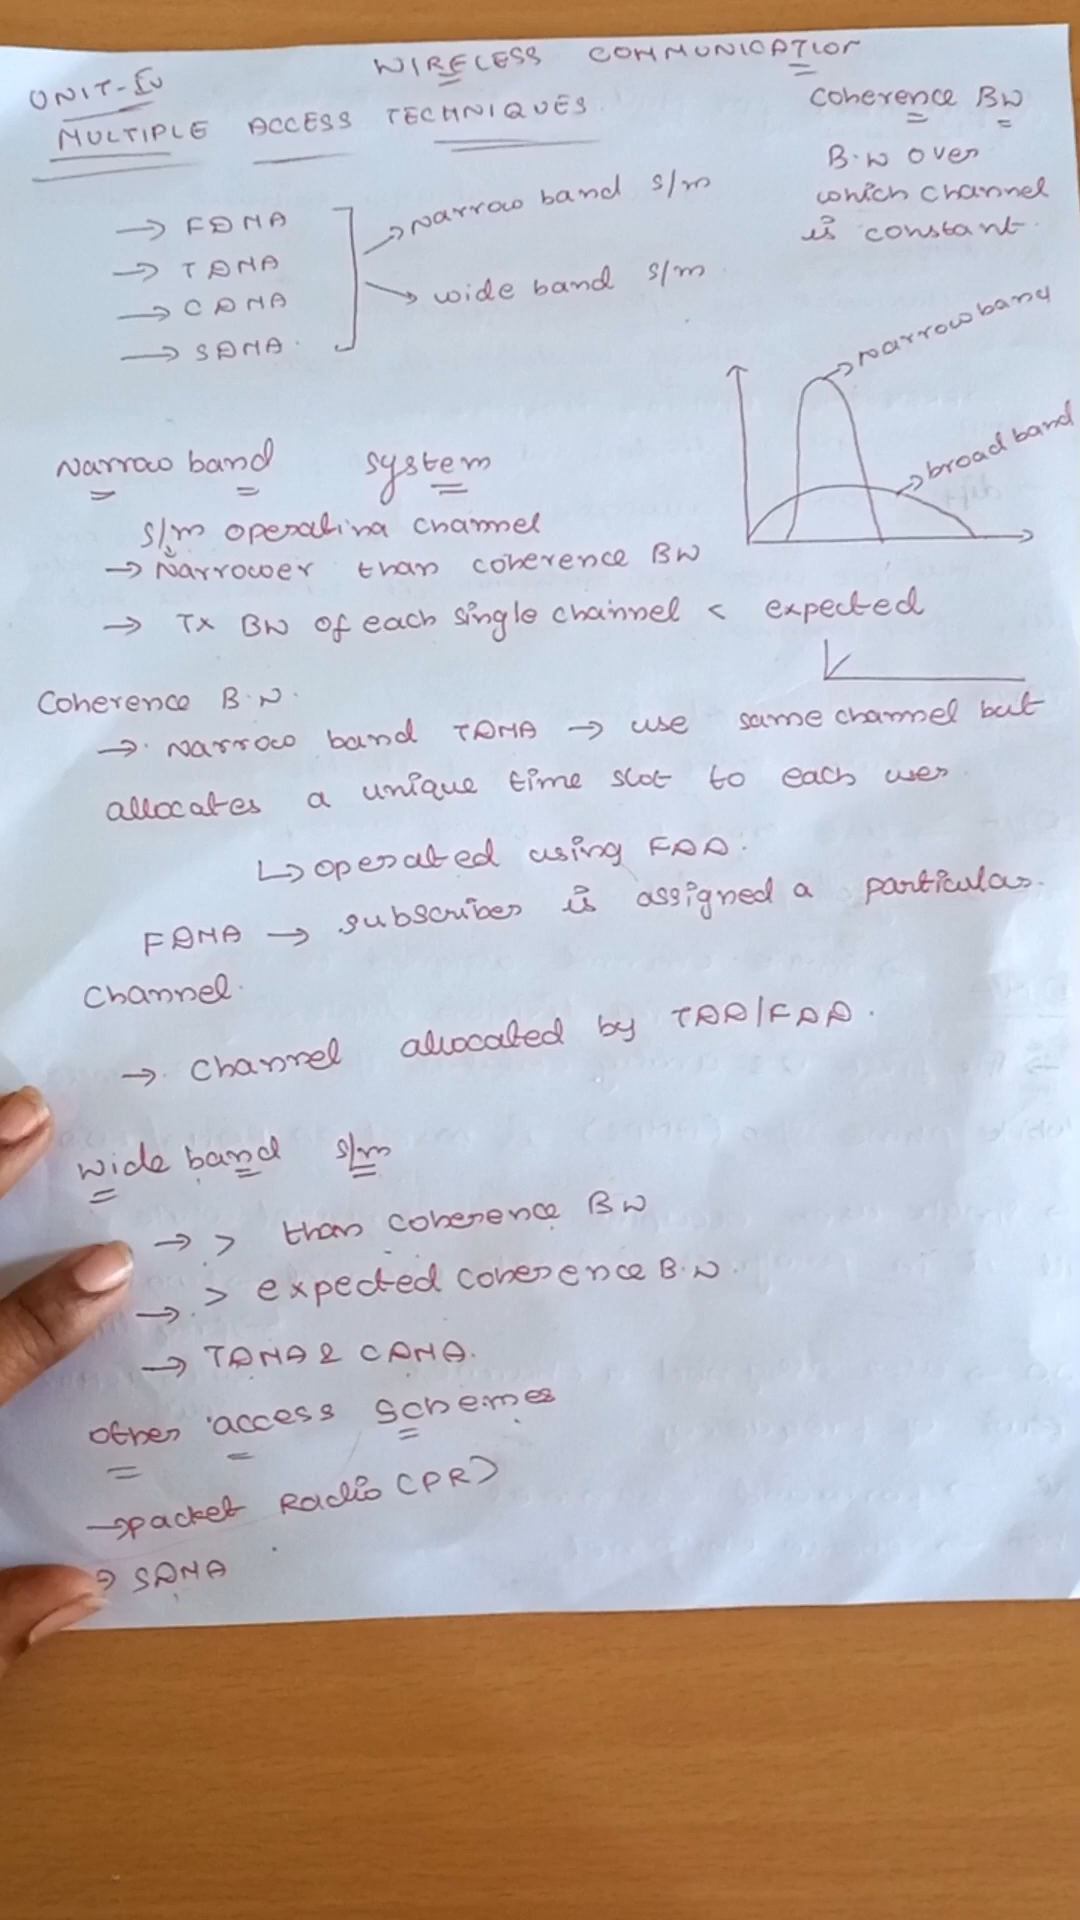 WIRELESS COMMUNICATION
UNIT-IV
MULTIPLE ACCESS TECHNIQUES.
Coherence BW
B.W over
which channel
is constant.
→ FDMA
→ TDMA
→ CDMA
→ SDMA.
→ Narrow band s/m
→ wide band s/m
→ Narrow band
→ broad band
Narrow band system
s/m operating channel
→ Narrower than coherence BW
→ Tx BW of each single channel < expected
Coherence B.W.
→ Narrow band TDMA → use same channel but
allocates a unique time slot to each user.
↳ operated using FDD.
FDMA → subscriber is assigned a particular
channel.
→ channel allocated by TDD/FDD.
wide band s/m
→ > than coherence BW
→ > expected coherence B.W.
→ TDMA & CDMA.
other access schemes
→ packet Radio (PR)
→ SDMA